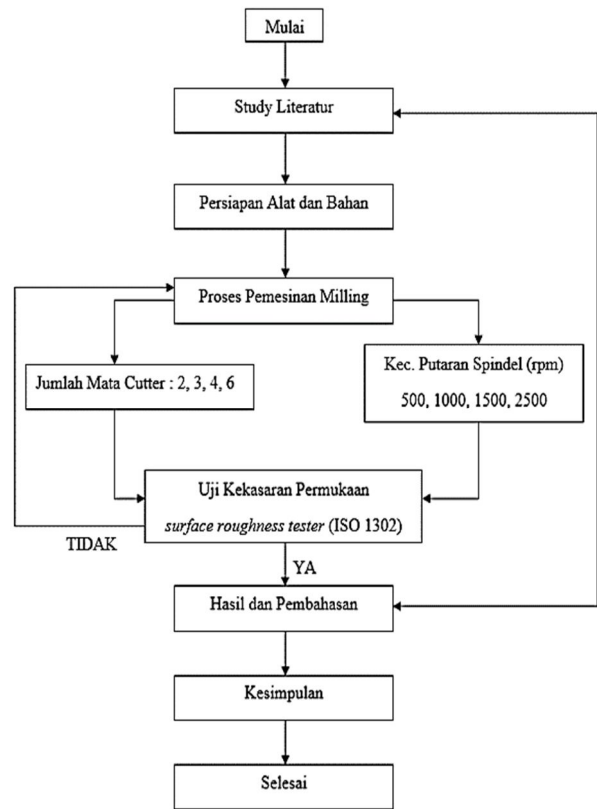 Mulai
Study Literatur
Persiapan Alat dan Bahan
Proses Pemesinan Milling
Jumlah Mata Cutter : 2, 3, 4, 6
Kec. Putaran Spindel (rpm)
500, 1000, 1500, 2500
Uji Kekasaran Permukaan
surface roughness tester (ISO 1302)
TIDAK
YA
Hasil dan Pembahasan
Kesimpulan
Selesai